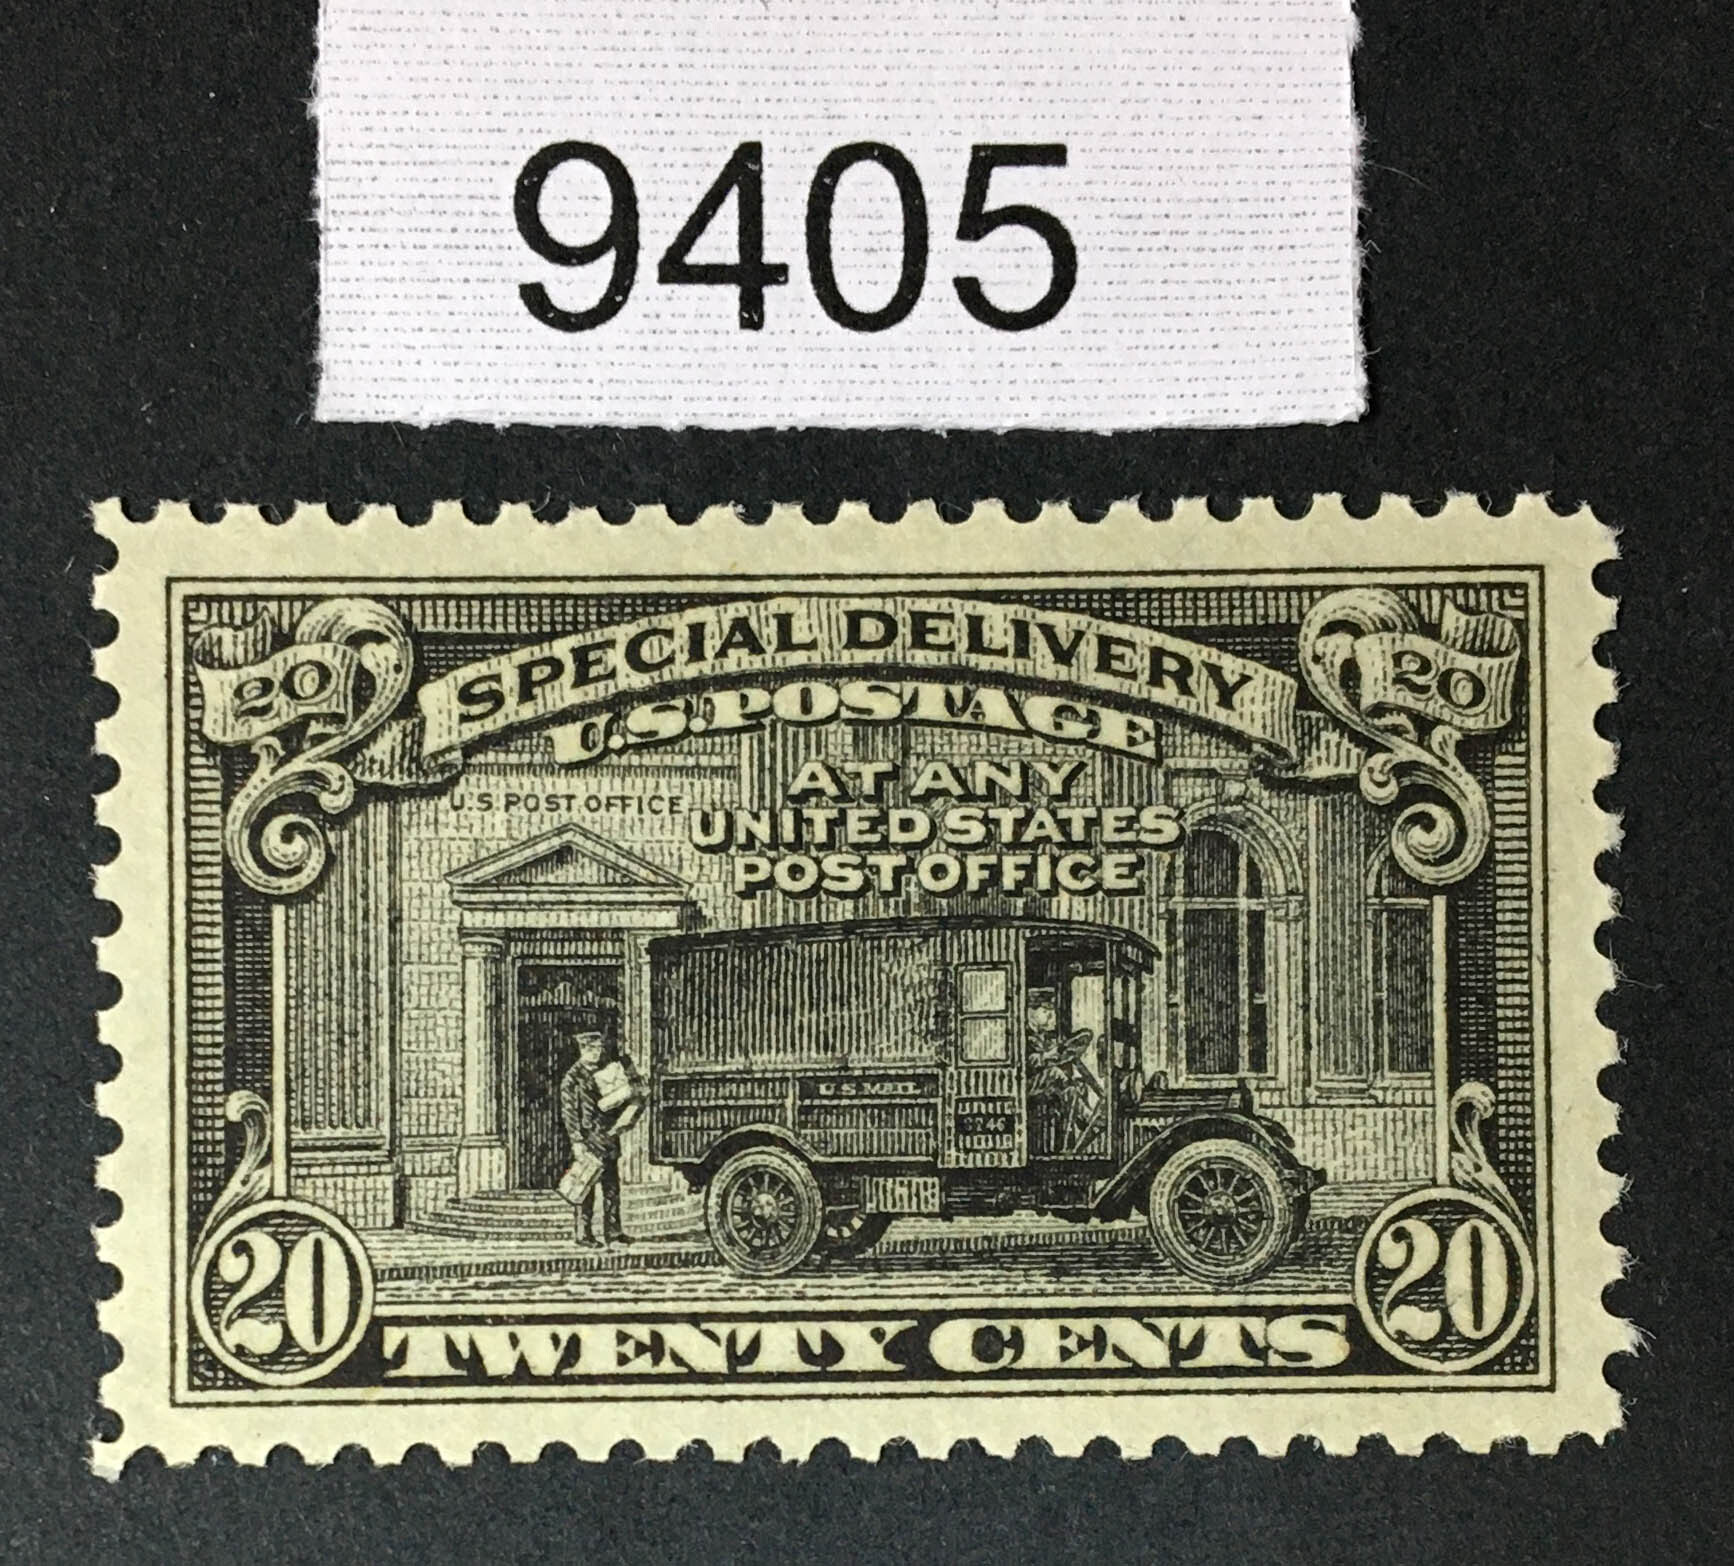 9405
20 SPECIAL DELIVERY 20
U.S. POSTAGE
AT ANY
U.S. POST OFFICE UNITED STATES
POST OFFICE
U.S. MAIL
20 TWENTY CENTS 20